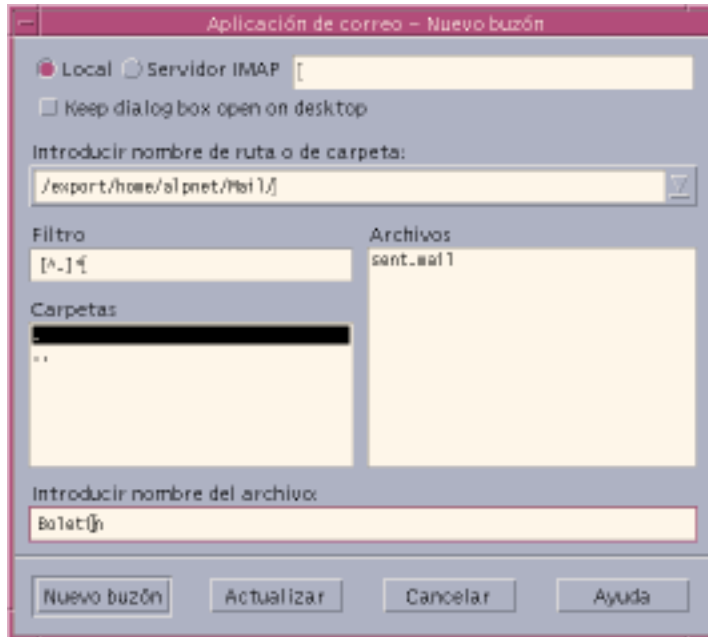 Aplicación de correo - Nuevo buzón
Local Servidor IMAP
Keep dialog box open on desktop
Introducir nombre de ruta o de carpeta:
/export/home/alpnet/Mail/
Filtro
[^.]*
Archivos
sent.mail
Carpetas
.
..
Introducir nombre del archivo:
Boletín
Nuevo buzón Actualizar Cancelar Ayuda